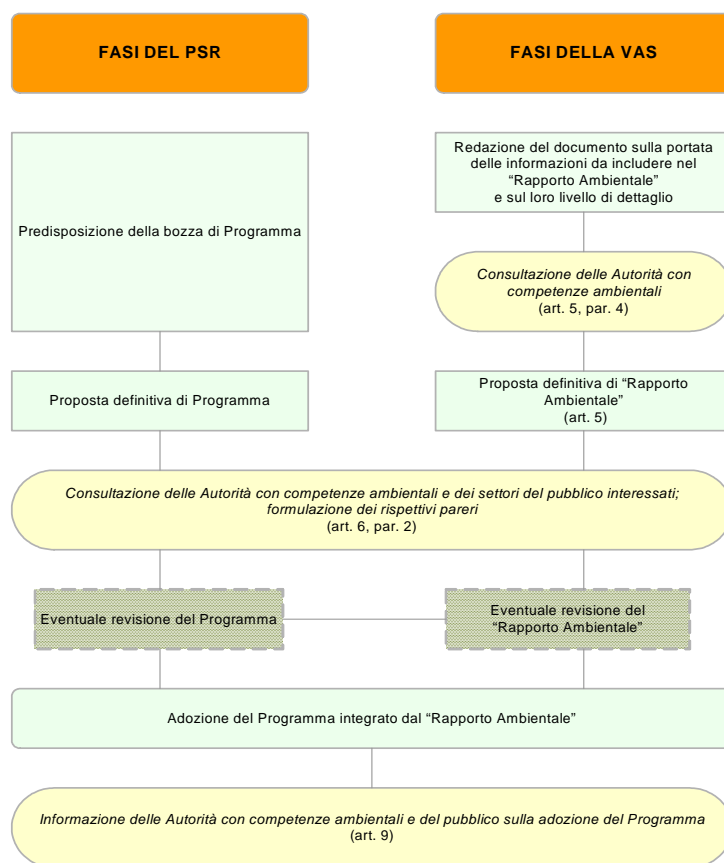 FASI DEL PSR
FASI DELLA VAS
Predisposizione della bozza di Programma
Redazione del documento sulla portata
delle informazioni da includere nel
“Rapporto Ambientale”
e sul loro livello di dettaglio
Consultazione delle Autorità con
competenze ambientali
(art. 5, par. 4)
Proposta definitiva di Programma
Proposta definitiva di “Rapporto
Ambientale”
(art. 5)
Consultazione delle Autorità con competenze ambientali e dei settori del pubblico interessati;
formulazione dei rispettivi pareri
(art. 6, par. 2)
Eventuale revisione del Programma
Eventuale revisione del
“Rapporto Ambientale”
Adozione del Programma integrato dal “Rapporto Ambientale”
Informazione delle Autorità con competenze ambientali e del pubblico sulla adozione del Programma
(art. 9)